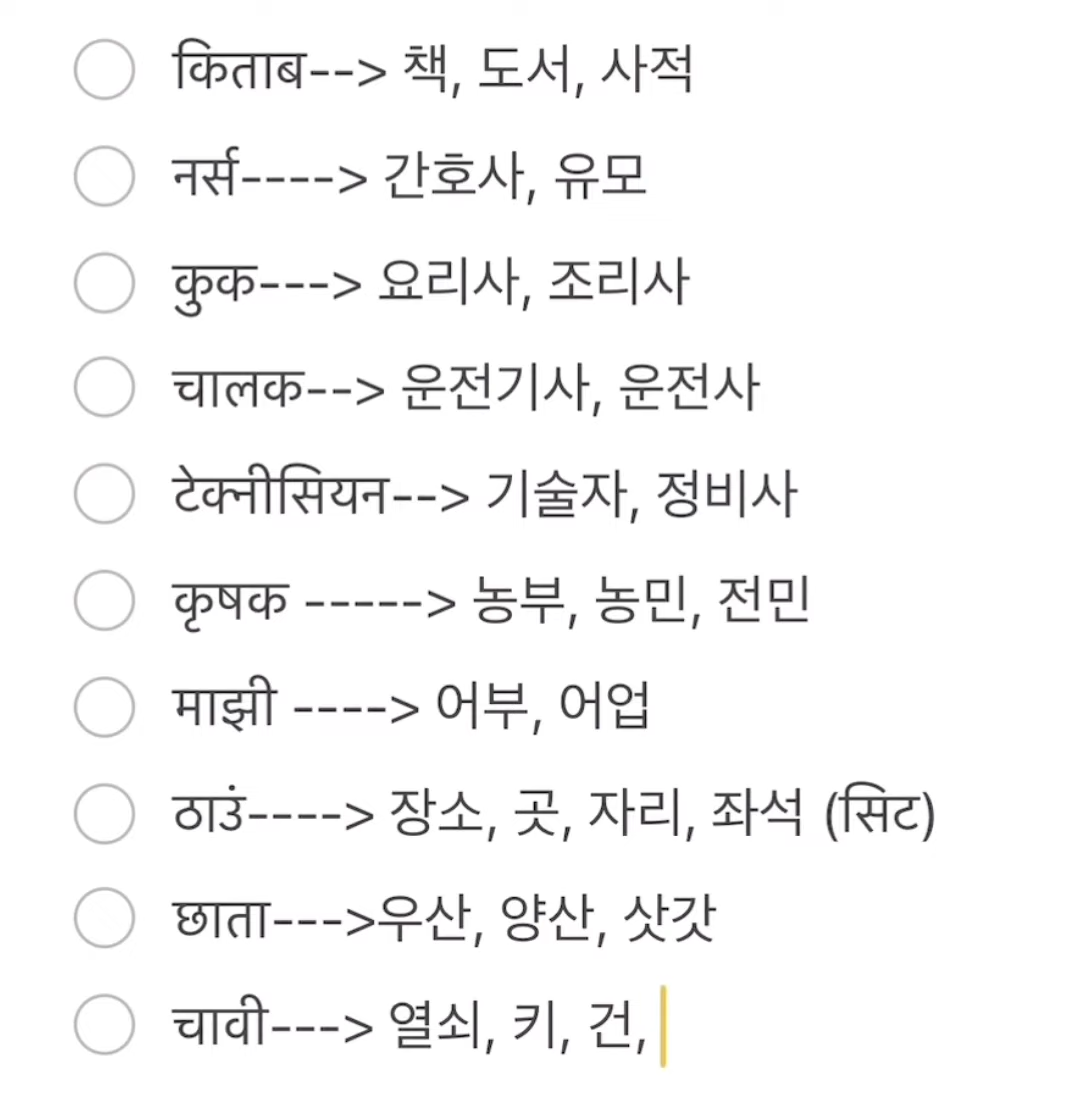 किताब--> 책, 도서, 사적
नर्स----> 간호사, 유모
कुक---> 요리사, 조리사
चालक--> 운전기사, 운전사
टेक्नीसियन--> 기술자, 정비사
कृषक -----> 농부, 농민, 전민
माझी ----> 어부, 어업
ठाउं----> 장소, 곳, 자리, 좌석 (सिट)
छाता--->우산, 양산, 삿갓
चावी---> 열쇠, 키, 건,